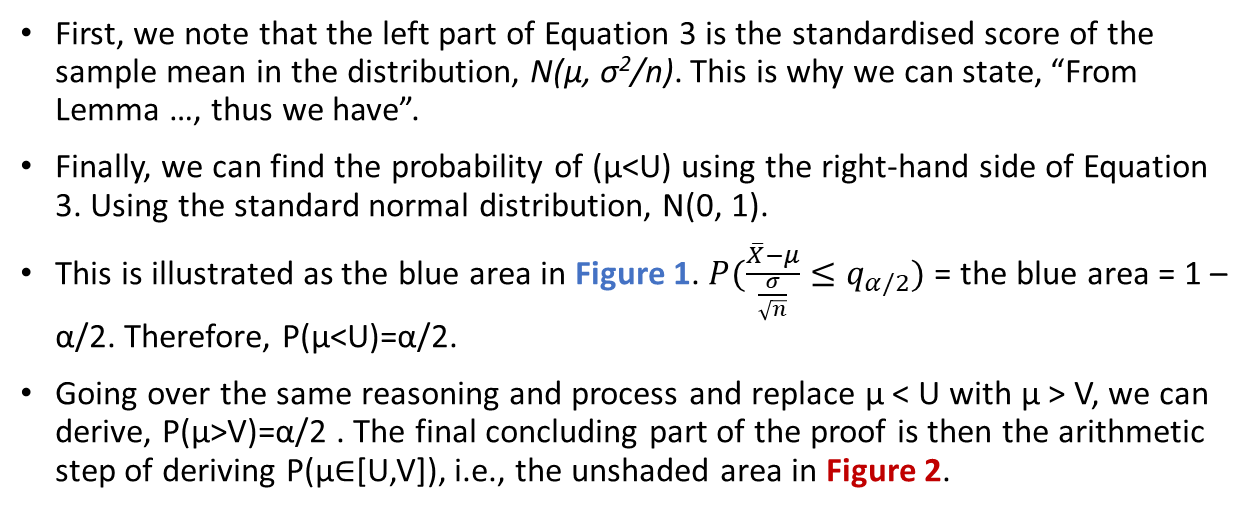 • First, we note that the left part of Equation 3 is the standardised score of the
sample mean in the distribution, N(μ, σ²/n). This is why we can state, “From
Lemma …, thus we have”.
• Finally, we can find the probability of (μ<U) using the right-hand side of Equation
3. Using the standard normal distribution, N(0, 1).
• This is illustrated as the blue area in Figure 1. P((X̄−μ)/(σ/√n) ≤ q_{α/2}) = the blue area = 1 –
α/2. Therefore, P(μ<U)=α/2.
• Going over the same reasoning and process and replace μ < U with μ > V, we can
derive, P(μ>V)=α/2 . The final concluding part of the proof is then the arithmetic
step of deriving P(μ∈[U,V]), i.e., the unshaded area in Figure 2.